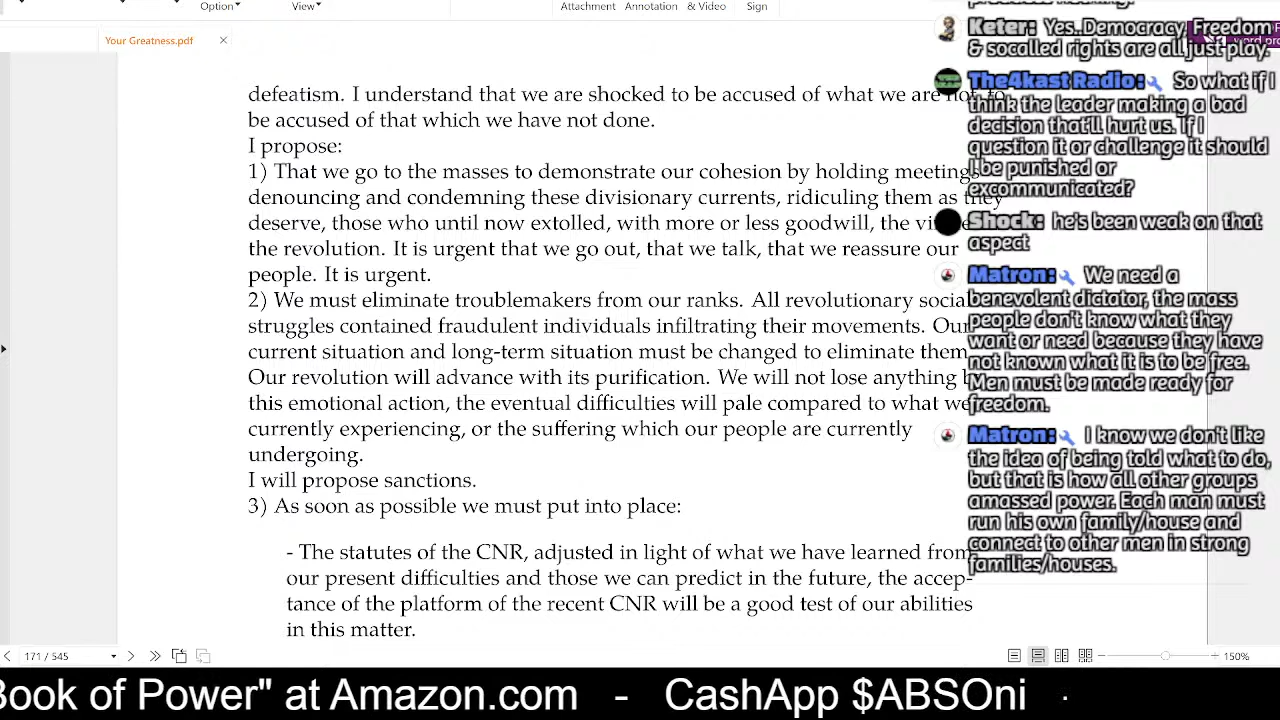 Option
View
Attachment Annotation & Video Sign
Your Greatness.pdf
defeatism. I understand that we are shocked to be accused of what we are not, to
be accused of that which we have not done.
I propose:
1) That we go to the masses to demonstrate our cohesion by holding meetings
denouncing and condemning these divisionary currents, ridiculing them as they
deserve, those who until now extolled, with more or less goodwill, the
the revolution. It is urgent that we go out, that we talk, that we reassure our
people. It is urgent.
2) We must eliminate troublemakers from our ranks. All revolutionary social
struggles contained fraudulent individuals infiltrating their movements. Our
current situation and long-term situation must be changed to eliminate them.
Our revolution will advance with its purification. We will not lose anything
this emotional action, the eventual difficulties will pale compared to what we
currently experiencing, or the suffering which our people are currently
undergoing.
I will propose sanctions.
3) As soon as possible we must put into place:
- The statutes of the CNR, adjusted in light of what we have learned from
our present difficulties and those we can predict in the future, the accep-
tance of the platform of the recent CNR will be a good test of our abilities
in this matter.
Keter: Yes..Democracy, Freedom
& socalled rights are all just play.
The4kast Radio: So what if I
think the leader making a bad
decision that'll hurt us. If I
question it or challenge it should
I be punished or
excommunicated?
Shock: he's been weak on that
aspect
Matron: We need a
benevolent dictator, the mass
people don't know what they
want or need because they have
not known what it is to be free.
Men must be made ready for
freedom.
Matron: I know we don't like
the idea of being told what to do,
but that is how all other groups
amassed power. Each man must
run his own family/house and
connect to other men in strong
families/houses.
171 / 545
150%
Book of Power" at Amazon.com - CashApp $ABSOni